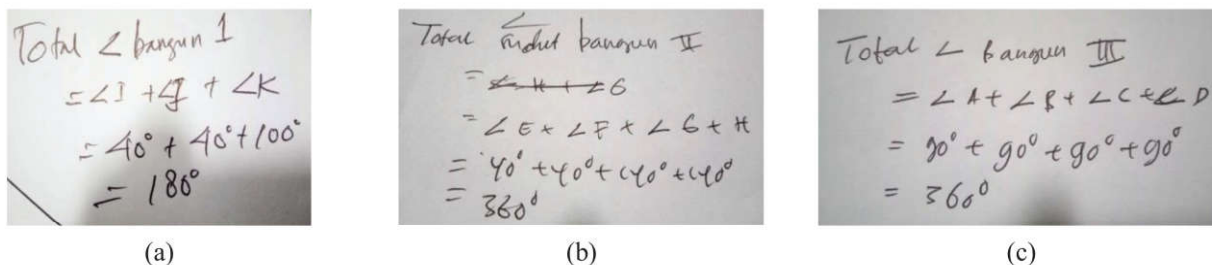 Total ∠ bangun 1
= ∠I + ∠J + ∠K
= 40° + 40° + 100°
= 180°
(a)
Total ∠ sudut bangun II
= ∠H + ∠G
= ∠E + ∠F + ∠G + H
= 40° + 40° + 140° + 140°
= 360°
(b)
Total ∠ bangun III
= ∠A + ∠B + ∠C + ∠D
= 90° + 90° + 90° + 90°
= 360°
(c)